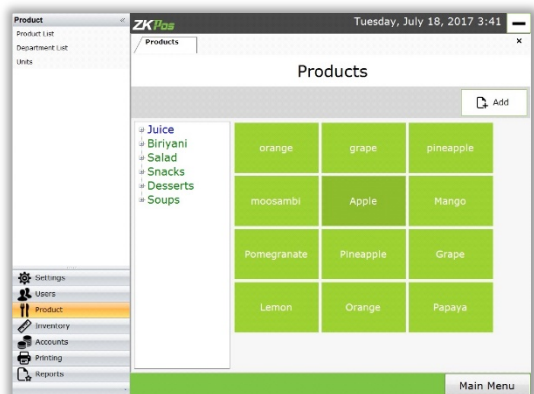 Product
Product List
Department List
Units
Settings
Users
Product
Inventory
Accounts
Printing
Reports
ZKPos
Tuesday, July 18, 2017 3:41
Products
Products
Add
Juice
Biriyani
Salad
Snacks
Desserts
Soups
orange grape pineapple
moosambi Apple Mango
Pomegranate Pineapple Grape
Lemon Orange Papaya
Main Menu